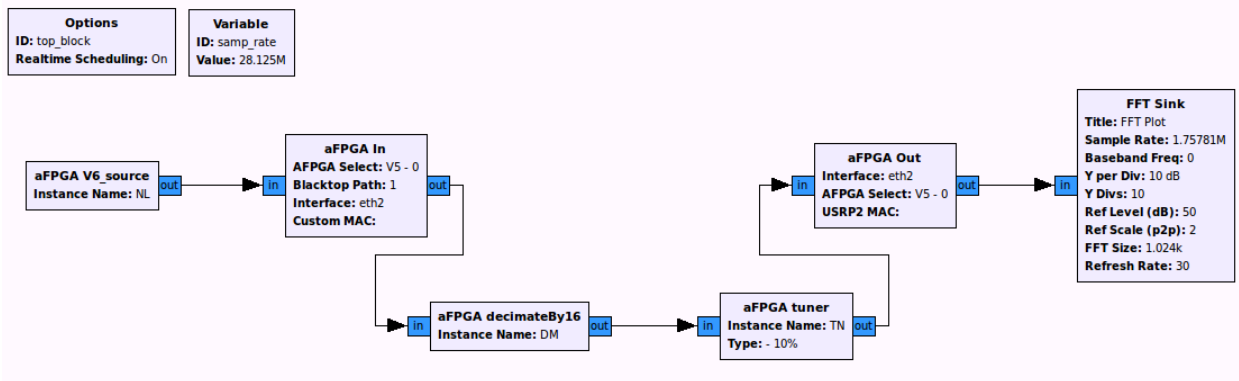 Options
ID: top_block
Realtime Scheduling: On
Variable
ID: samp_rate
Value: 28.125M
aFPGA V6_source
Instance Name: NL
out
in
aFPGA In
AFPGA Select: V5 - 0
Blacktop Path: 1
Interface: eth2
Custom MAC:
out
in
aFPGA decimateBy16
Instance Name: DM
out
in
aFPGA tuner
Instance Name: TN
Type: - 10%
out
in
aFPGA Out
Interface: eth2
AFPGA Select: V5 - 0
USRP2 MAC:
out
in
FFT Sink
Title: FFT Plot
Sample Rate: 1.75781M
Baseband Freq: 0
Y per Div: 10 dB
Y Divs: 10
Ref Level (dB): 50
Ref Scale (p2p): 2
FFT Size: 1.024k
Refresh Rate: 30